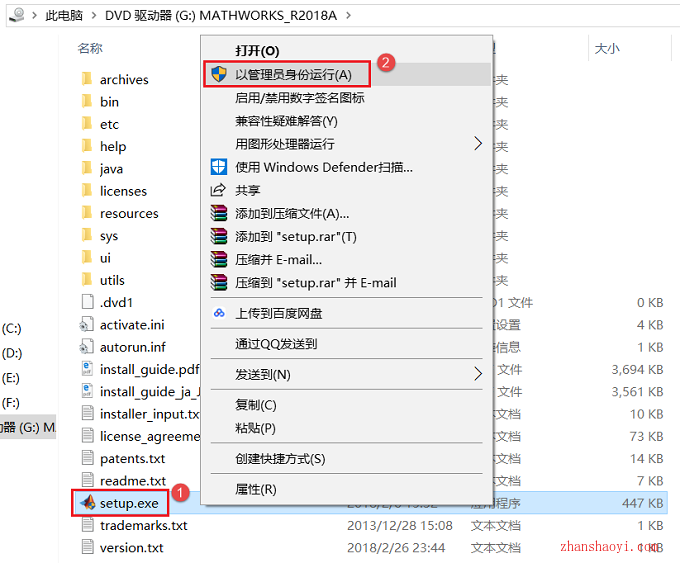 此电脑 > DVD 驱动器 (G:) MATHWORKS_R2018A >
名称
大小
archives
bin
etc
help
java
licenses
resources
sys
ui
utils
.dvd1
activate.ini
autorun.inf
install_guide.pdf
install_guide_ja_J
installer_input.tx
license_agreeme
patents.txt
readme.txt
setup.exe
trademarks.txt
version.txt
(C:)
(D:)
(E:)
(F:)
动器 (G:) M
打开(O)
以管理员身份运行(A)
启用/禁用数字签名图标
兼容性疑难解答(Y)
用图形处理器运行
使用 Windows Defender扫描...
共享
添加到压缩文件(A)...
添加到 "setup.rar"(T)
压缩并 E-mail...
压缩到 "setup.rar" 并 E-mail
上传到百度网盘
通过QQ发送到
发送到(N)
复制(C)
粘贴(P)
创建快捷方式(S)
属性(R)
1
2
型
夹
夹
夹
夹
夹
夹
夹
夹
夹
夹
1 文件 0 KB
设置 4 KB
信息 1 KB
文件 3,694 KB
文件 3,561 KB
文档 10 KB
文档 73 KB
文档 14 KB
文档 7 KB
程序 447 KB
2013/12/28 15:08 文本文档 1 KB
2018/2/26 23:44 文本文档 1 KB
zhanshaoyi.com